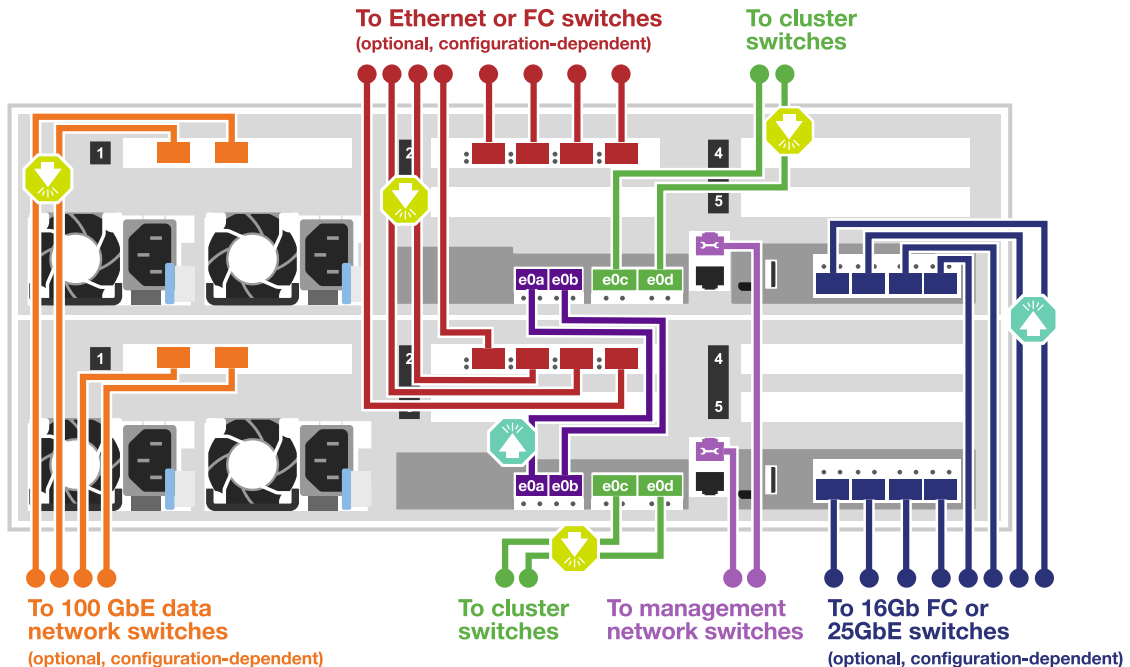 To Ethernet or FC switches
(optional, configuration-dependent)
To cluster
switches
1
2
4
5
e0a e0b e0c e0d
1
2
4
5
e0a e0b e0c e0d
To 100 GbE data
network switches
(optional, configuration-dependent)
To cluster
switches
To management
network switches
To 16Gb FC or
25GbE switches
(optional, configuration-dependent)